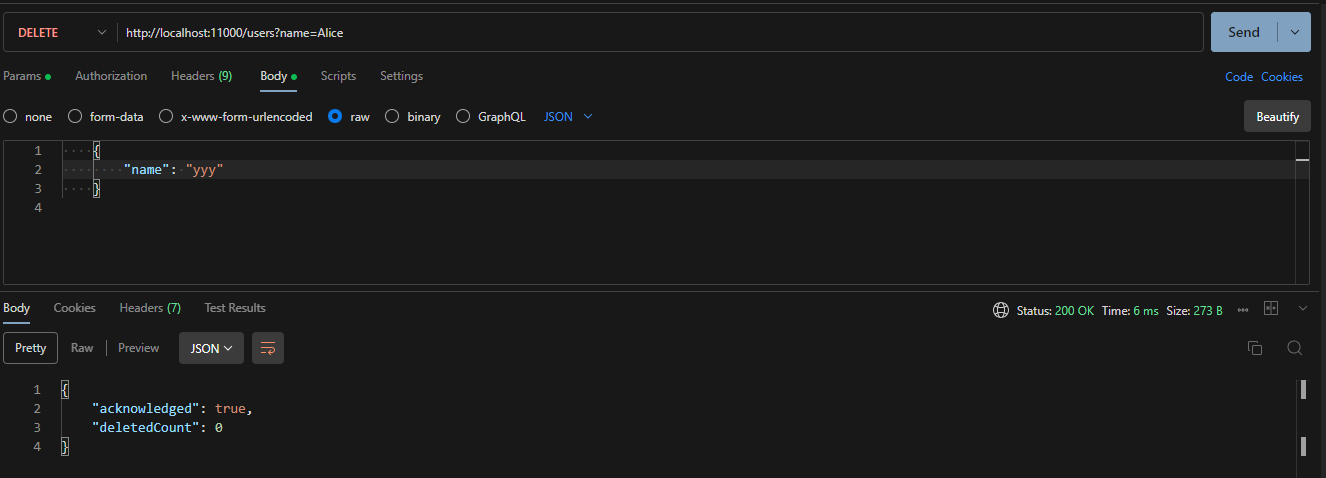 DELETE http://localhost:11000/users?name=Alice Send
Params Authorization Headers (9) Body Scripts Settings Code Cookies
none form-data x-www-form-urlencoded raw binary GraphQL JSON Beautify
1 {
2 "name": "yyy"
3 }
4
Body Cookies Headers (7) Test Results Status: 200 OK Time: 6 ms Size: 273 B
Pretty Raw Preview JSON
1 {
2 "acknowledged": true,
3 "deletedCount": 0
4 }